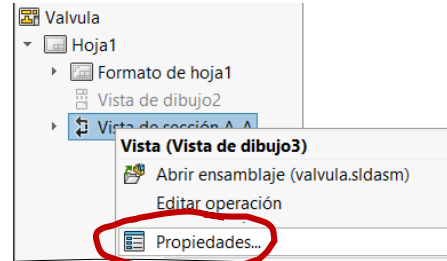 Valvula
Hoja1
Formato de hoja1
Vista de dibujo2
Vista de sección A-A
Vista (Vista de dibujo3)
Abrir ensamblaje (valvula.sldasm)
Editar operación
Propiedades...